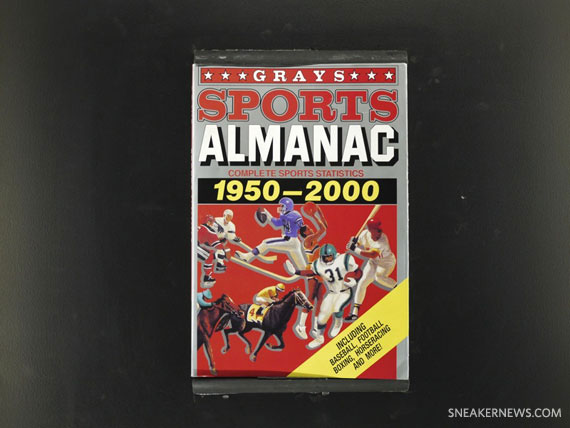 ★ ★ ★ GRAYS ★ ★ ★
SPORTS
ALMANAC
COMPLETE SPORTS STATISTICS
1950–2000
31
INCLUDING
BASEBALL, FOOTBALL
BOXING, HORSERACING
AND MORE!
SNEAKERNEWS.COM